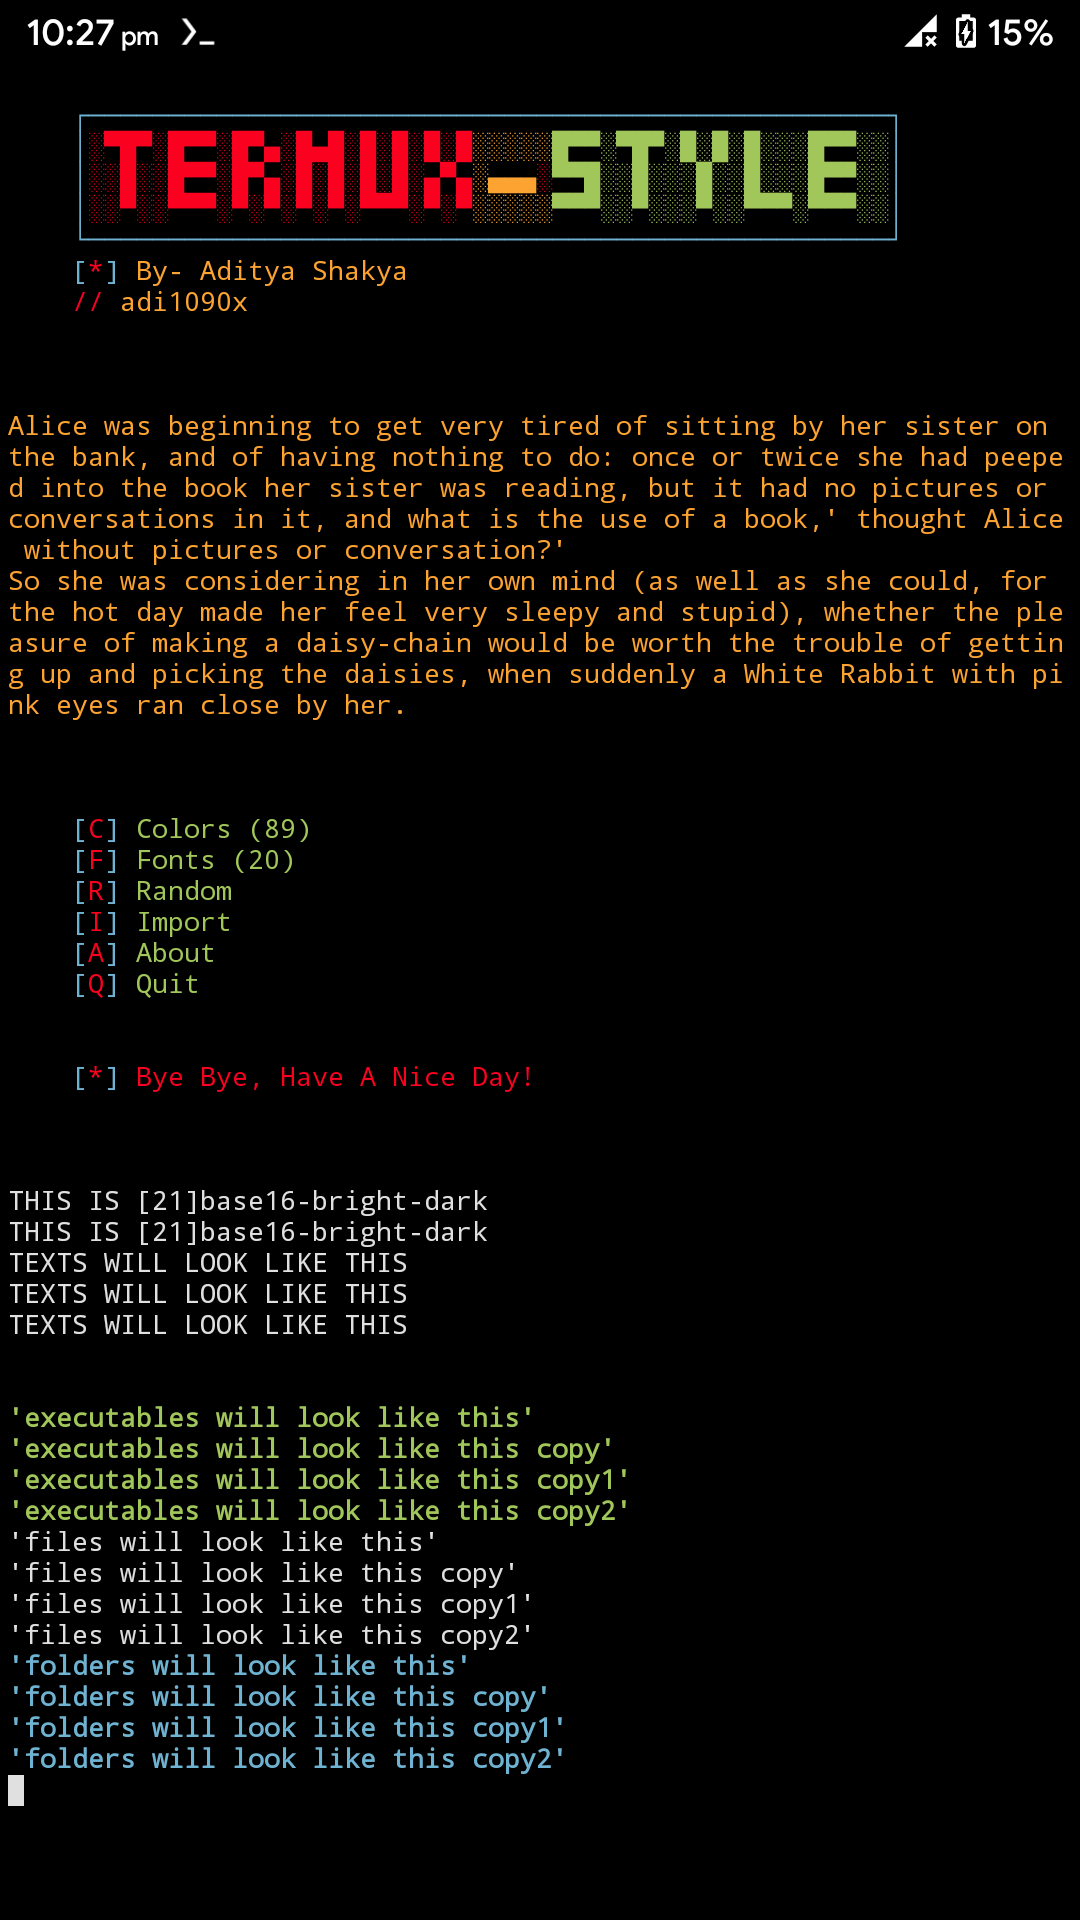 10:27 pm 15%
TERMUX-STYLE
[*] By- Aditya Shakya
// adi1090x
Alice was beginning to get very tired of sitting by her sister on
the bank, and of having nothing to do: once or twice she had peepe
d into the book her sister was reading, but it had no pictures or
conversations in it, and what is the use of a book,' thought Alice
without pictures or conversation?'
So she was considering in her own mind (as well as she could, for
the hot day made her feel very sleepy and stupid), whether the ple
asure of making a daisy-chain would be worth the trouble of gettin
g up and picking the daisies, when suddenly a White Rabbit with pi
nk eyes ran close by her.
[C] Colors (89)
[F] Fonts (20)
[R] Random
[I] Import
[A] About
[Q] Quit
[*] Bye Bye, Have A Nice Day!
THIS IS [21]base16-bright-dark
THIS IS [21]base16-bright-dark
TEXTS WILL LOOK LIKE THIS
TEXTS WILL LOOK LIKE THIS
TEXTS WILL LOOK LIKE THIS
'executables will look like this'
'executables will look like this copy'
'executables will look like this copy1'
'executables will look like this copy2'
'files will look like this'
'files will look like this copy'
'files will look like this copy1'
'files will look like this copy2'
'folders will look like this'
'folders will look like this copy'
'folders will look like this copy1'
'folders will look like this copy2'